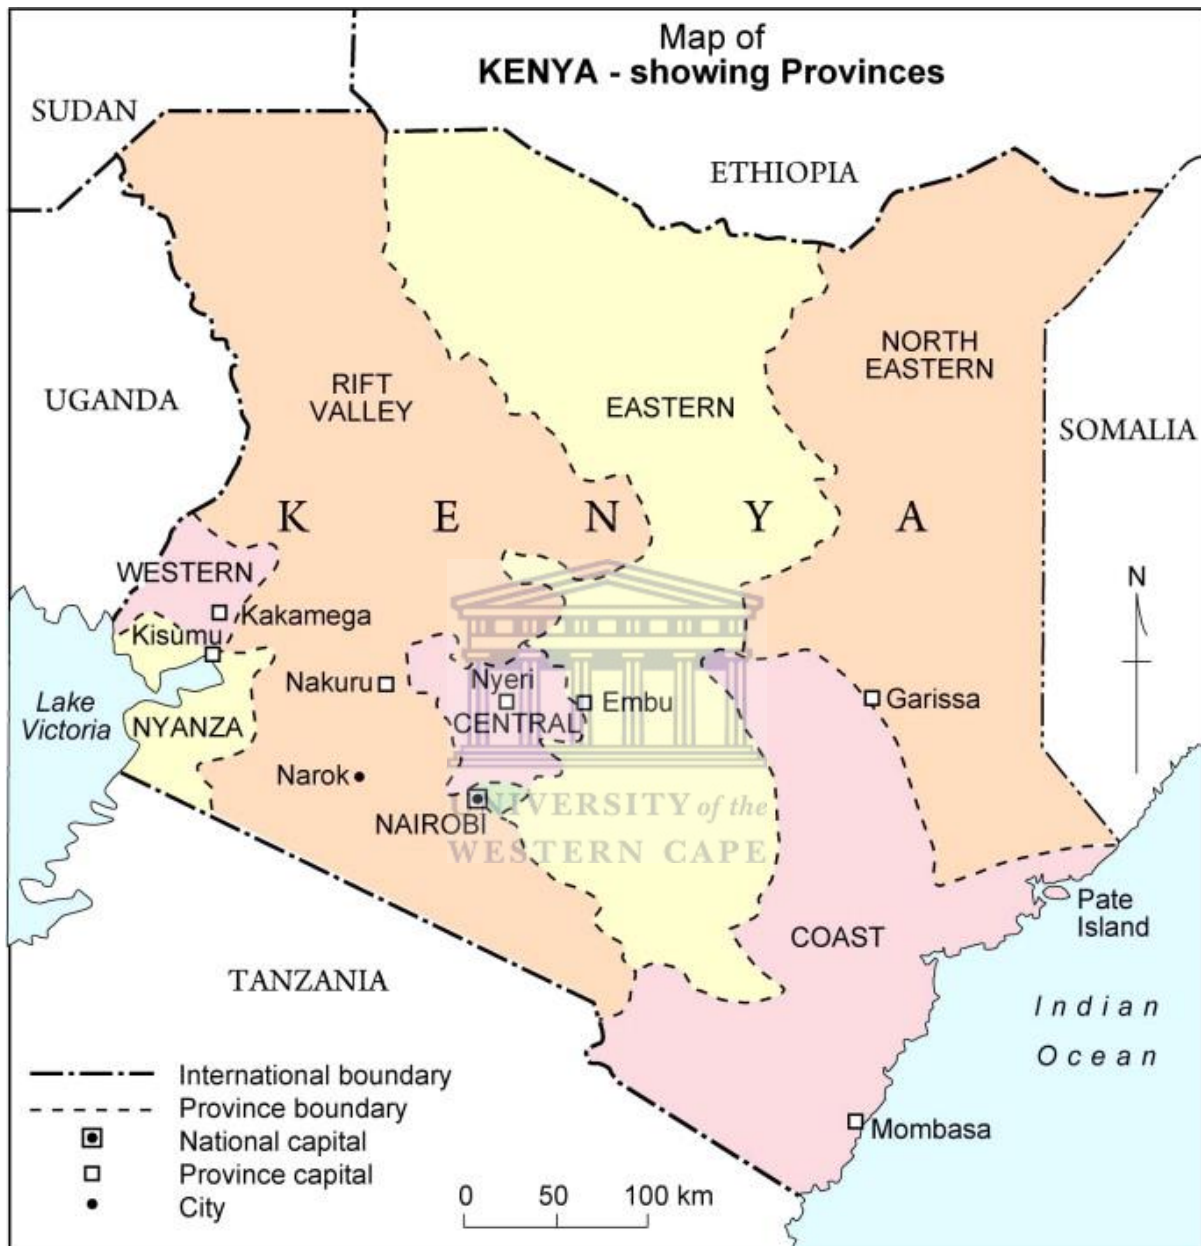 Map of
KENYA - showing Provinces
SUDAN
ETHIOPIA
UGANDA
RIFT
VALLEY
EASTERN
NORTH
EASTERN
SOMALIA
K E N Y A
WESTERN
Kakamega
Kisumu
N
Lake
Victoria
NYANZA
Nakuru
Nyeri
CENTRAL
Embu
Garissa
Narok
NAIROBI
UNIVERSITY of the
WESTERN CAPE
COAST
Pate
Island
TANZANIA
Indian
Ocean
Mombasa
International boundary
Province boundary
National capital
Province capital
City
0 50 100 km